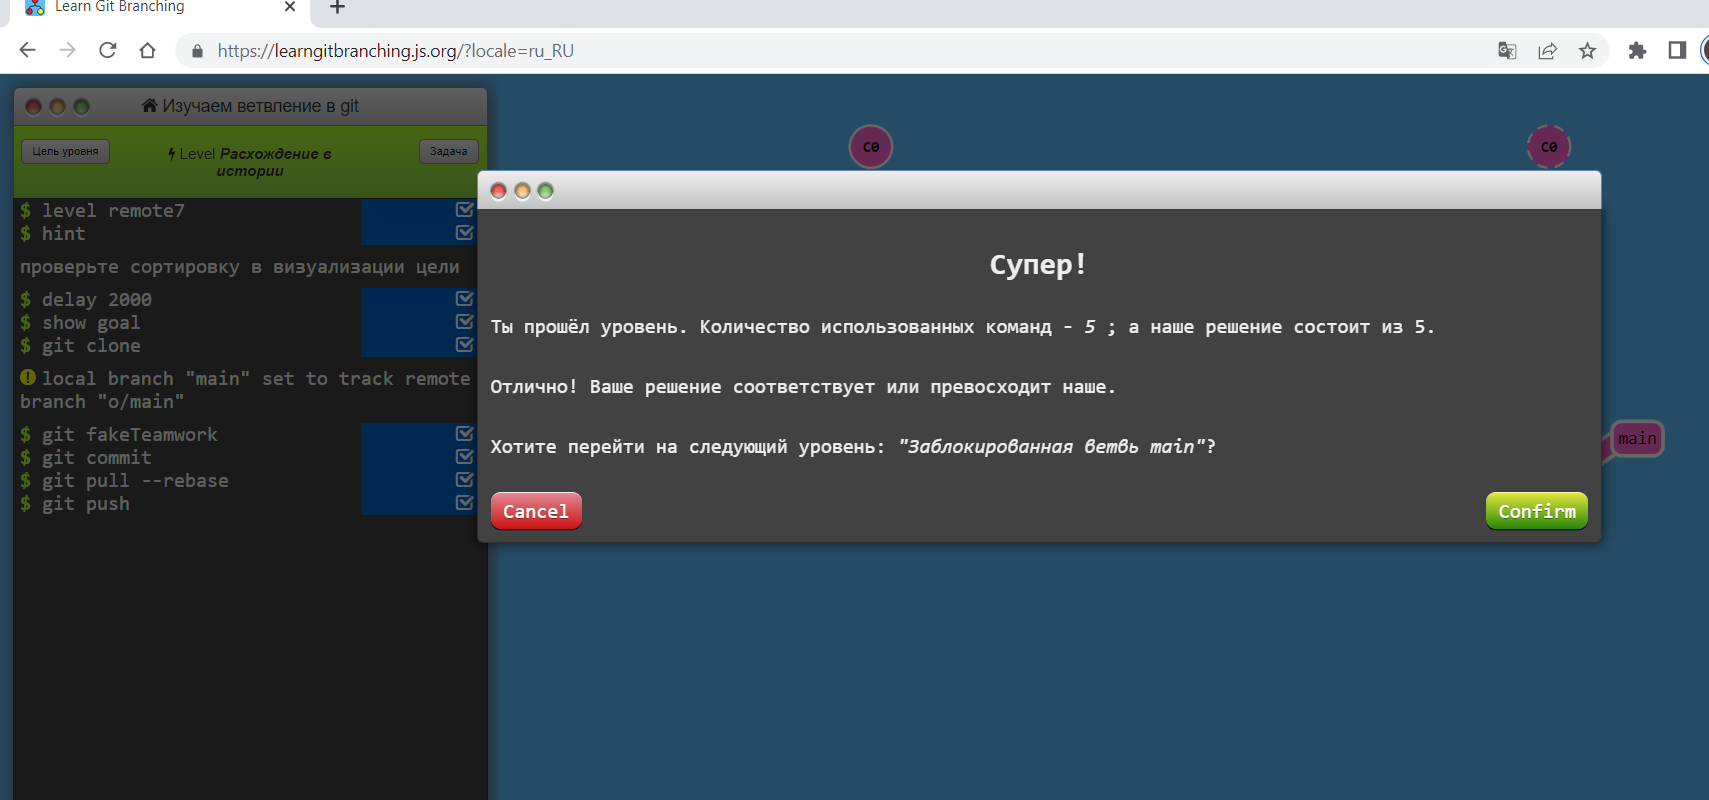 Learn Git Branching
https://learngitbranching.js.org/?locale=ru_RU
Изучаем ветвление в git
Цель уровня
Level Расхождение в
истории
Задача
$ level remote7
$ hint
проверьте сортировку в визуализации цели
$ delay 2000
$ show goal
$ git clone
local branch "main" set to track remote
branch "o/main"
$ git fakeTeamwork
$ git commit
$ git pull --rebase
$ git push
C0
C0
main
Супер!
Ты прошёл уровень. Количество использованных команд - 5 ; а наше решение состоит из 5.
Отлично! Ваше решение соответствует или превосходит наше.
Хотите перейти на следующий уровень: "Заблокированная ветвь main"?
Cancel
Confirm